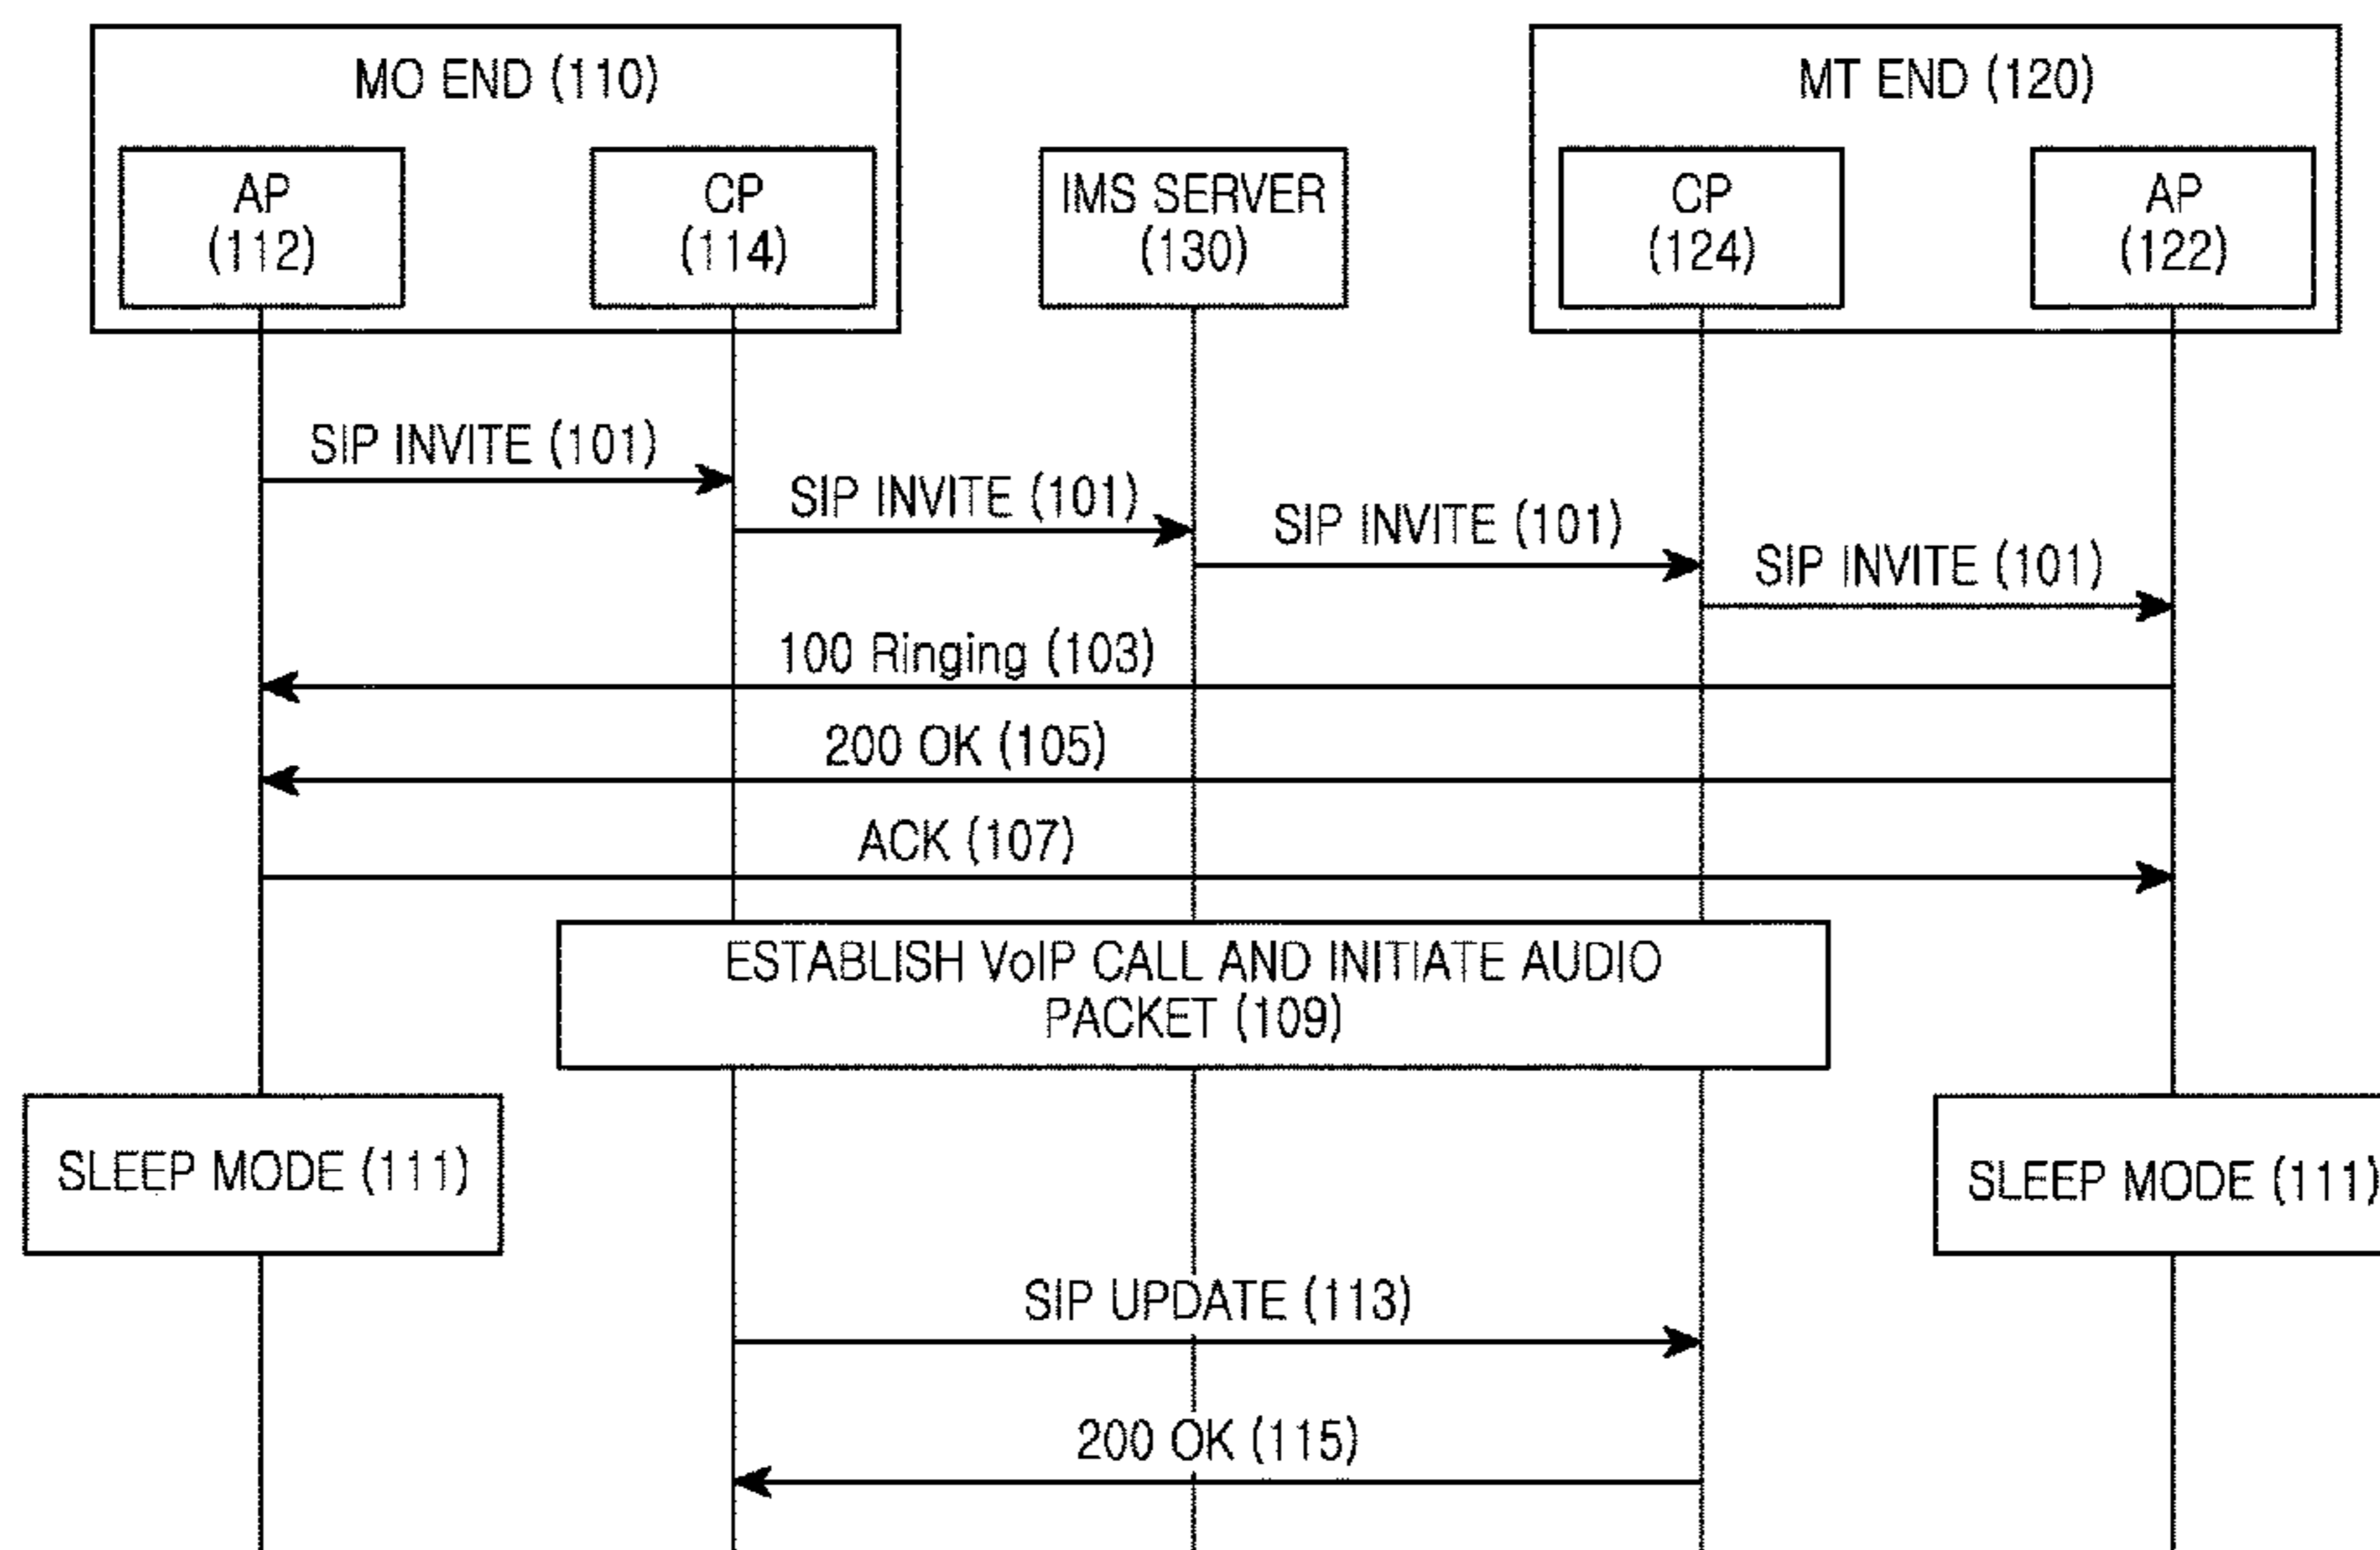 MO END (110)
MT END (120)
AP
(112)
CP
(114)
IMS SERVER
(130)
CP
(124)
AP
(122)
SIP INVITE (101)
SIP INVITE (101)
SIP INVITE (101)
SIP INVITE (101)
100 Ringing (103)
200 OK (105)
ACK (107)
ESTABLISH VoIP CALL AND INITIATE AUDIO
PACKET (109)
SLEEP MODE (111)
SLEEP MODE (111)
SIP UPDATE (113)
200 OK (115)